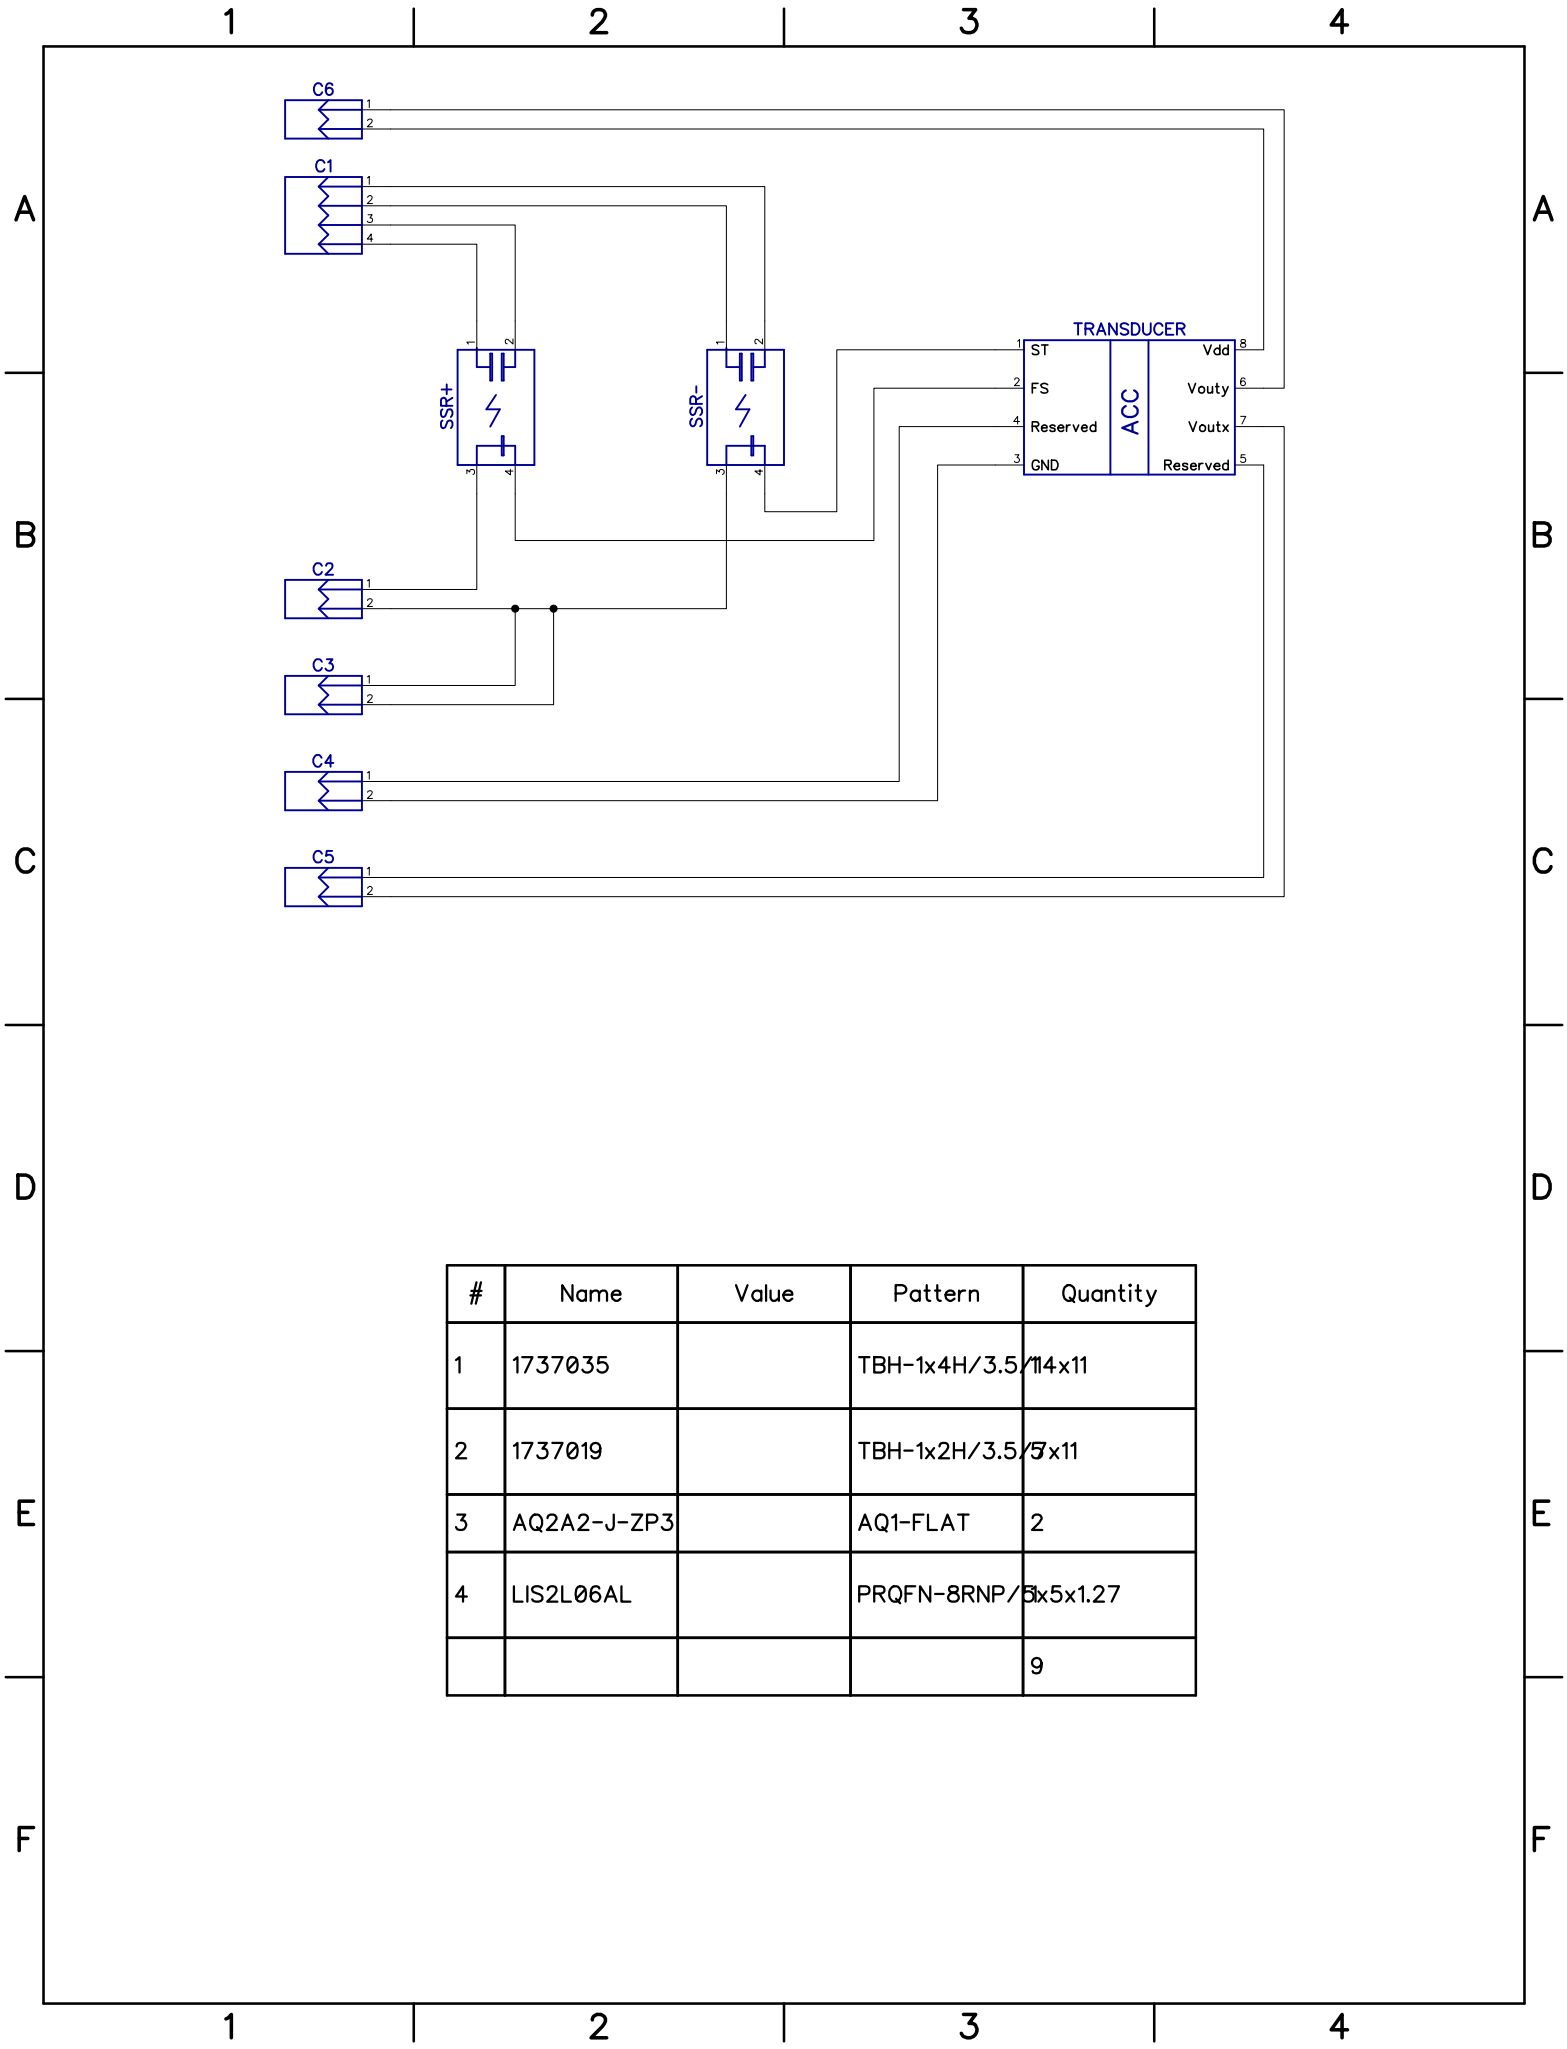 1 2 3 4
C6
1
2
C1
1
2
3
4
A A
1 2
1 2
TRANSDUCER
1 ST Vdd 8
2 FS Vouty 6
4 Reserved Voutx 7
3 GND Reserved 5
ACC
SSR+
SSR-
3 4
3 4
B B
C2
1
2
C3
1
2
C4
1
2
C C
C5
1
2
D D
# Name Value Pattern Quantity
1 1737035 TBH-1x4H/3.5/14x11 1
2 1737019 TBH-1x2H/3.5/7x11 5
3 AQ2A2-J-ZP3 AQ1-FLAT 2
E E
4 LIS2L06AL PRQFN-8RNP/5x5x1.27 1
9
F F
1 2 3 4